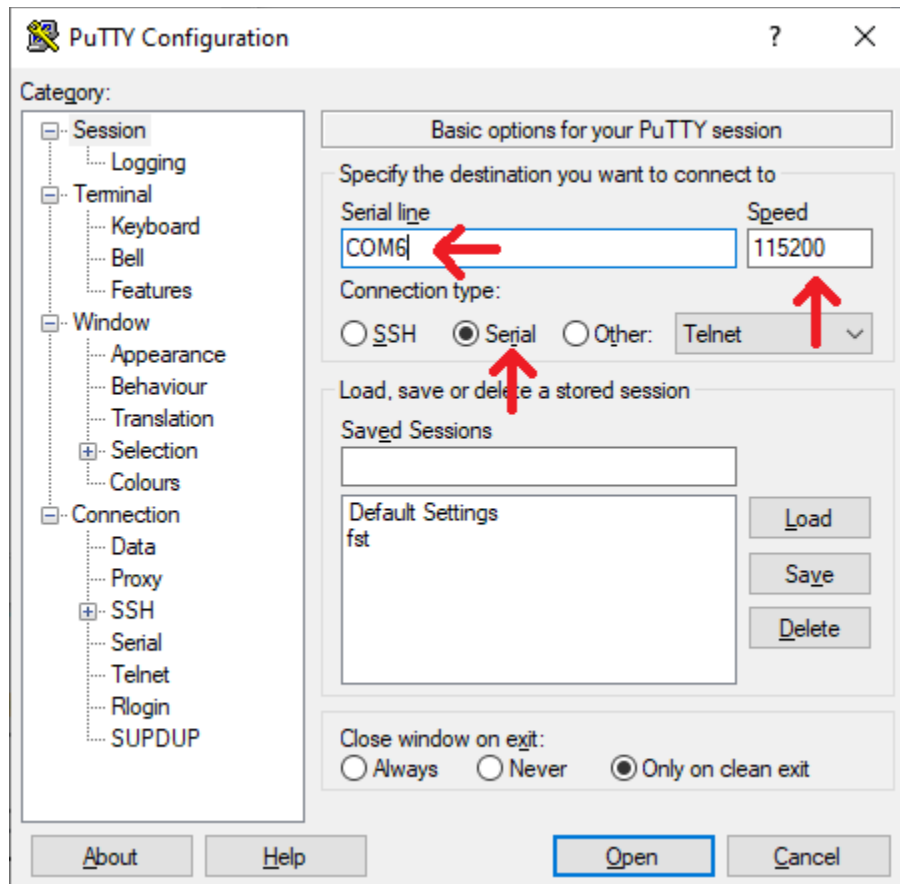 PuTTY Configuration
?
Category:
Session
Logging
Terminal
Keyboard
Bell
Features
Window
Appearance
Behaviour
Translation
Selection
Colours
Connection
Data
Proxy
SSH
Serial
Telnet
Rlogin
SUPDUP
Basic options for your PuTTY session
Specify the destination you want to connect to
Serial line Speed
COM6 115200
Connection type:
SSH Serial Other: Telnet
Load, save or delete a stored session
Saved Sessions
Default Settings
fst
Load
Save
Delete
Close window on exit:
Always Never Only on clean exit
About Help Open Cancel